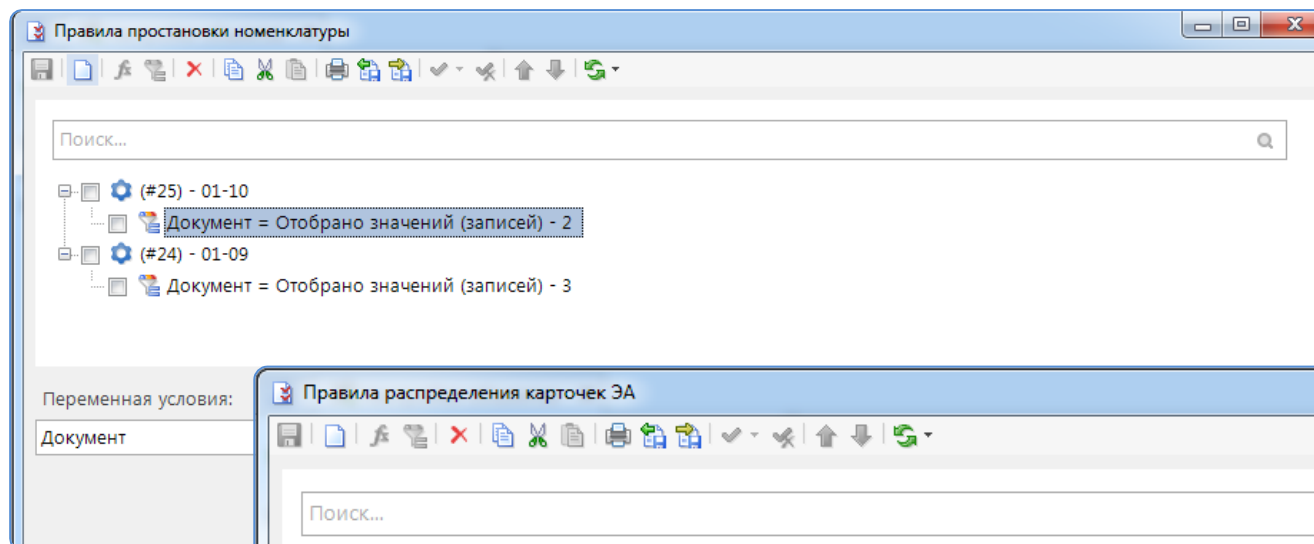 Правила простановки номенклатуры
Поиск...
(#25) - 01-10
Документ = Отобрано значений (записей) - 2
(#24) - 01-09
Документ = Отобрано значений (записей) - 3
Переменная условия:
Документ
Правила распределения карточек ЭА
Поиск...